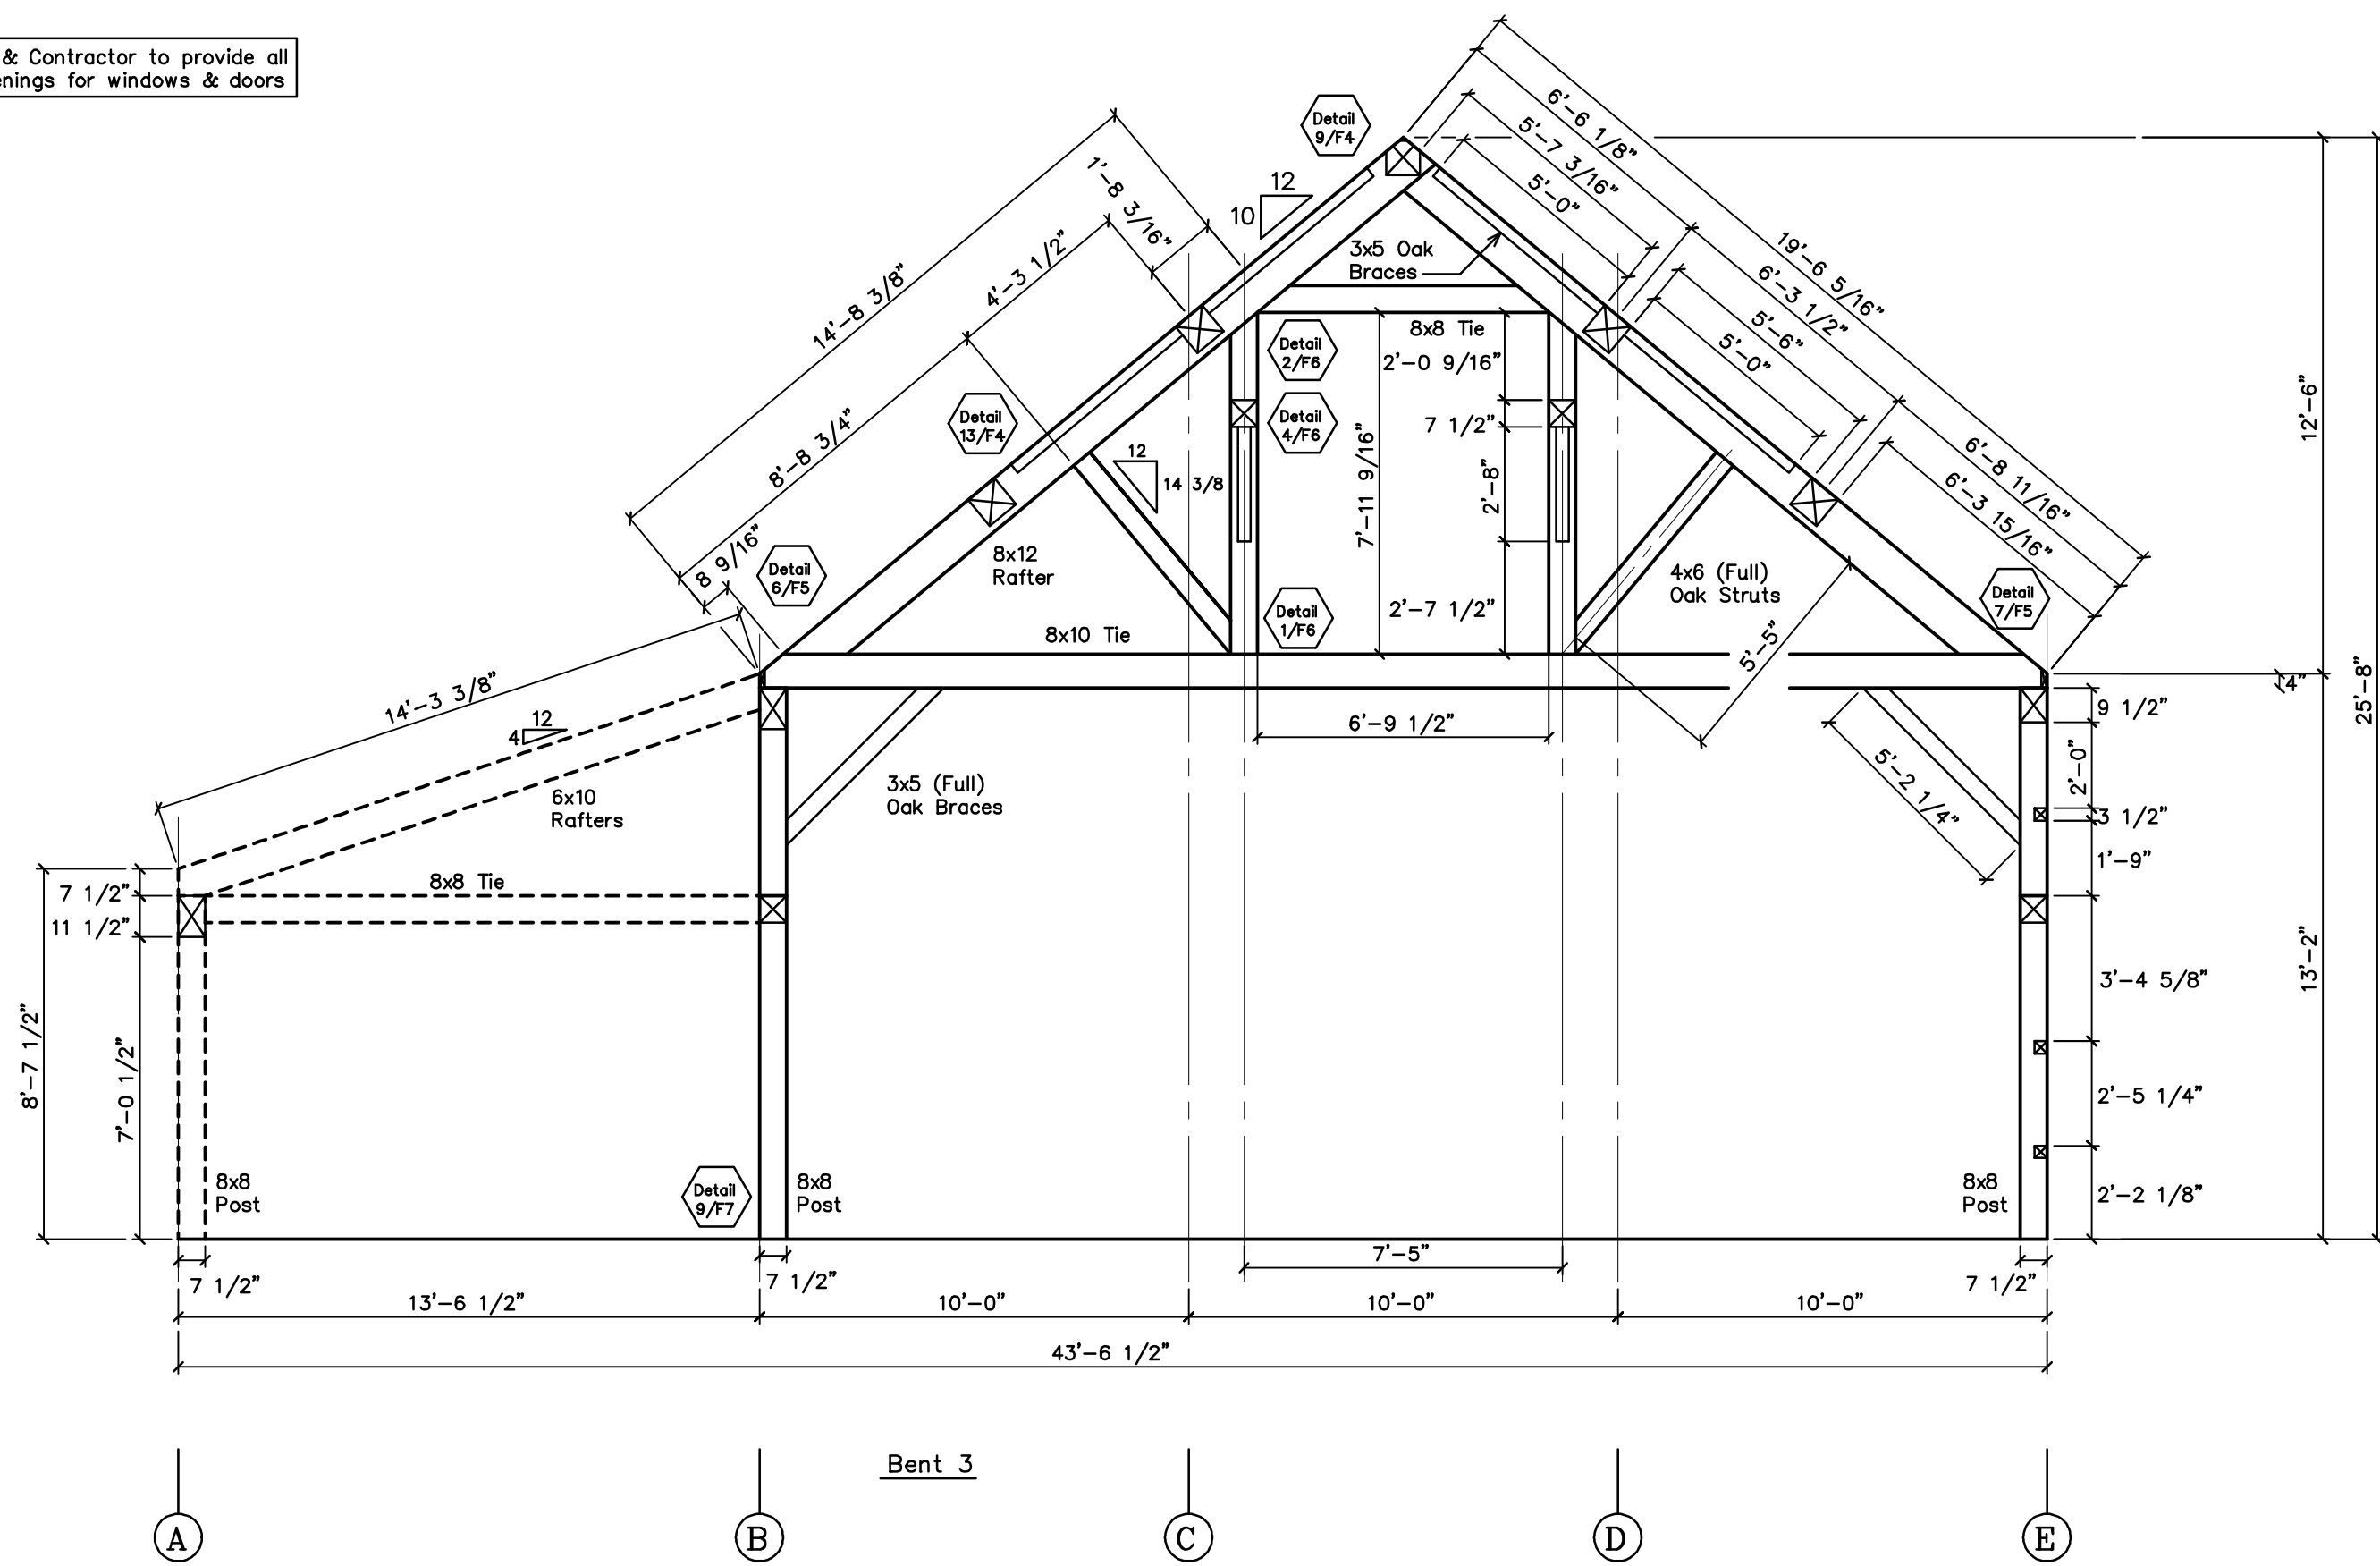 & Contractor to provide all
enings for windows & doors
Detail
9/F4
12
10
3x5 Oak
Braces
6'-6 1/8"
5'-7 3/16"
5'-0"
19'-6 5/16"
6'-3 1/2"
5'-6"
5'-0"
6'-8 11/16"
6'-3 15/16"
14'-8 3/8"
1'-8 3/16"
4'-3 1/2"
8'-8 3/4"
8 9/16"
Detail
13/F4
Detail
6/F5
Detail
2/F6
Detail
4/F6
Detail
1/F6
Detail
7/F5
8x8 Tie
2'-0 9/16"
7 1/2"
2'-8"
7'-11 9/16"
2'-7 1/2"
12
14 3/8
8x12
Rafter
8x10 Tie
4x6 (Full)
Oak Struts
5'-5"
6'-9 1/2"
14'-3 3/8"
12
4
6x10
Rafters
8x8 Tie
3x5 (Full)
Oak Braces
5'-2 1/4"
12'-6"
4"
25'-8"
13'-2"
9 1/2"
2'-0"
3 1/2"
1'-9"
3'-4 5/8"
2'-5 1/4"
2'-2 1/8"
7 1/2"
11 1/2"
8'-7 1/2"
7'-0 1/2"
8x8
Post
Detail
9/F7
8x8
Post
8x8
Post
7 1/2"
7 1/2"
7'-5"
7 1/2"
13'-6 1/2"
10'-0"
10'-0"
10'-0"
43'-6 1/2"
Bent 3
A
B
C
D
E